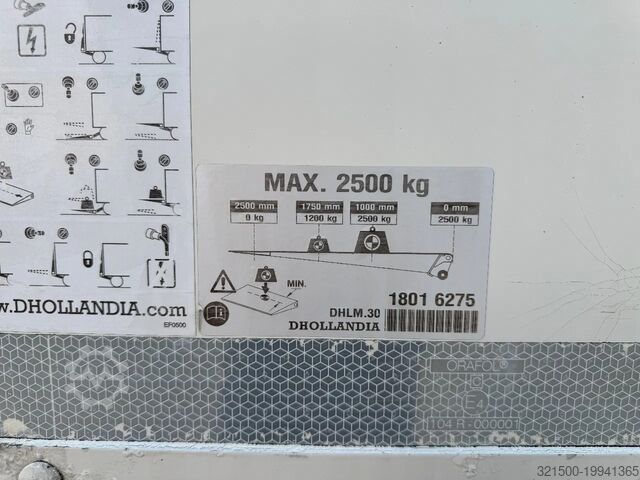 MAX. 2500 kg
2500 mm 1750 mm 1000 mm 0 mm
0 kg 1200 kg 2500 kg 2500 kg
MIN.
DHLM.30 1801 6275
DHOLLANDIA
www.DHOLLANDIA.com
EF0500
ORAFOL
E4
104 R - 000001
321500-19941365